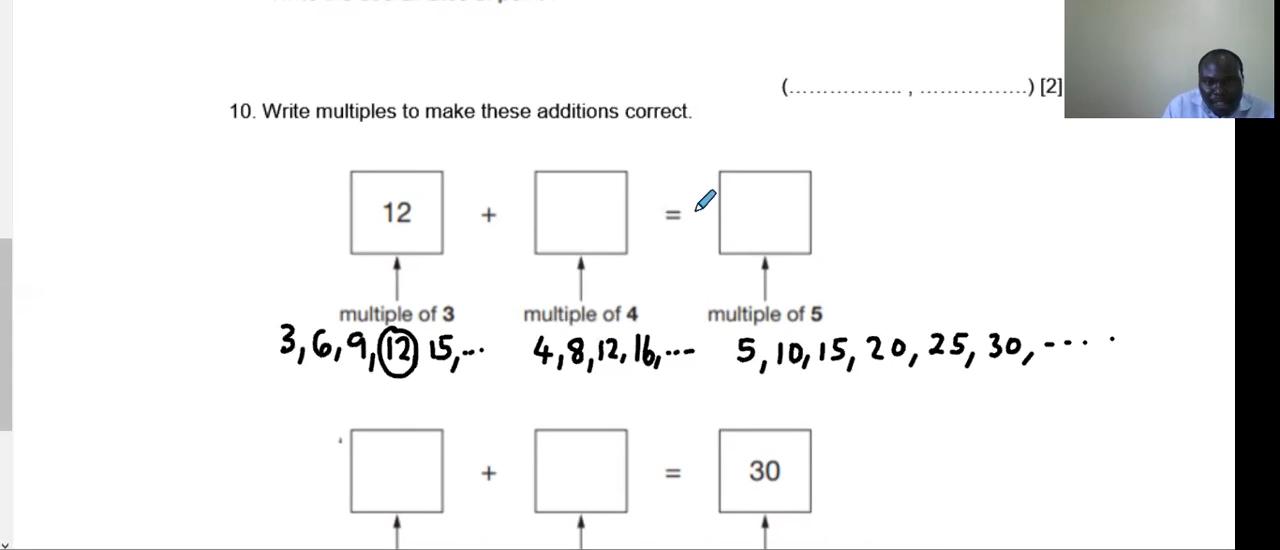 (……………. , …………….) [2]
10. Write multiples to make these additions correct.
12 + =
multiple of 3 multiple of 4 multiple of 5
3, 6, 9, 12 15, ... 4, 8, 12, 16, ... 5, 10, 15, 20, 25, 30, ....
+ = 30